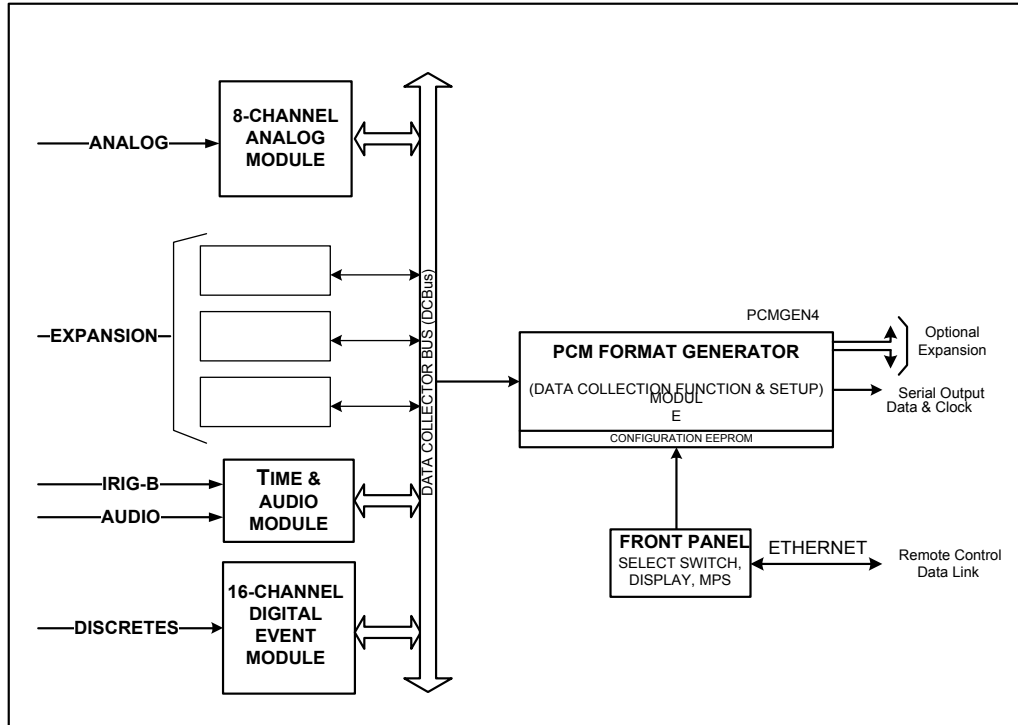 8-CHANNEL
ANALOG
MODULE
ANALOG
EXPANSION
DATA COLLECTOR BUS (DCBus)
IRIG-B
AUDIO
TIME &
AUDIO
MODULE
DISCRETES
16-CHANNEL
DIGITAL
EVENT
MODULE
PCMGEN4
PCM FORMAT GENERATOR
(DATA COLLECTION FUNCTION & SETUP)
MODUL
E
CONFIGURATION EEPROM
Optional
Expansion
Serial Output
Data & Clock
FRONT PANEL
SELECT SWITCH,
DISPLAY, MPS
ETHERNET
Remote Control
Data Link